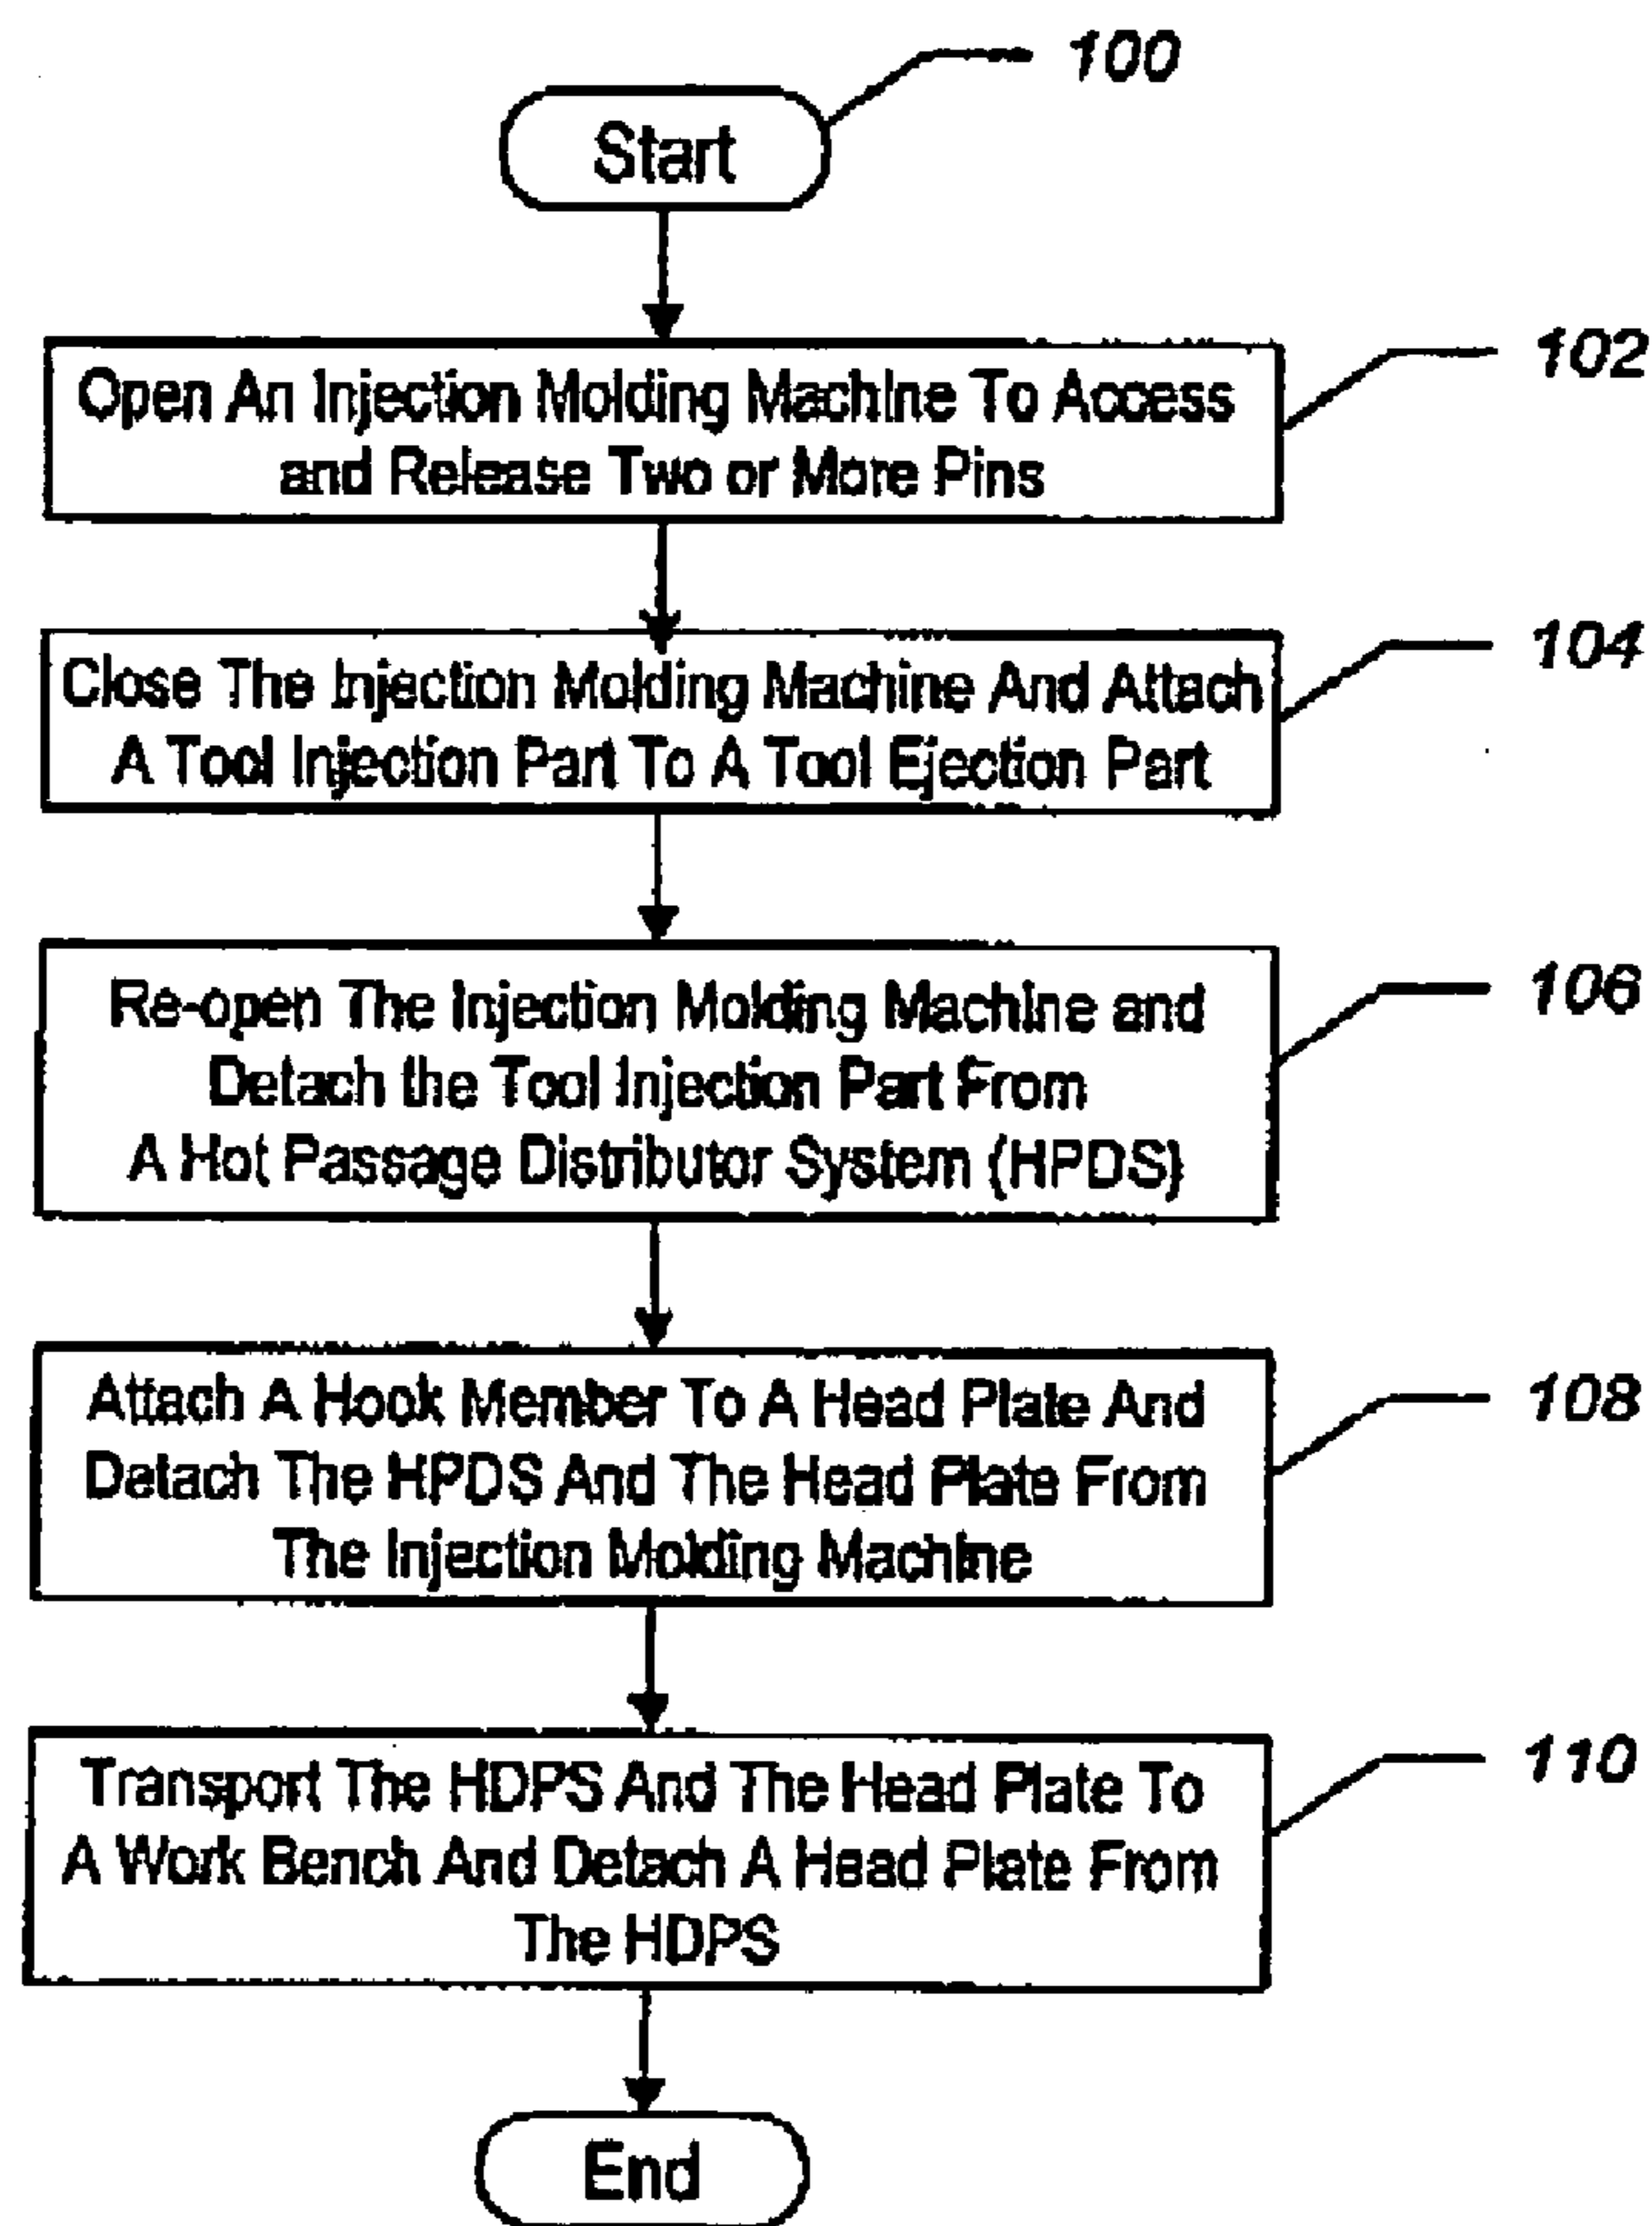 100
Start
102
Open An Injection Molding Machine To Access
and Release Two or More Pins
104
Close The Injection Molding Machine And Attach
A Tool Injection Part To A Tool Ejection Part
106
Re-open The Injection Molding Machine and
Detach the Tool Injection Part From
A Hot Passage Distributor System (HPDS)
108
Attach A Hook Member To A Head Plate And
Detach The HPDS And The Head Plate From
The Injection Molding Machine
110
Transport The HDPS And The Head Plate To
A Work Bench And Detach A Head Plate From
The HDPS
End